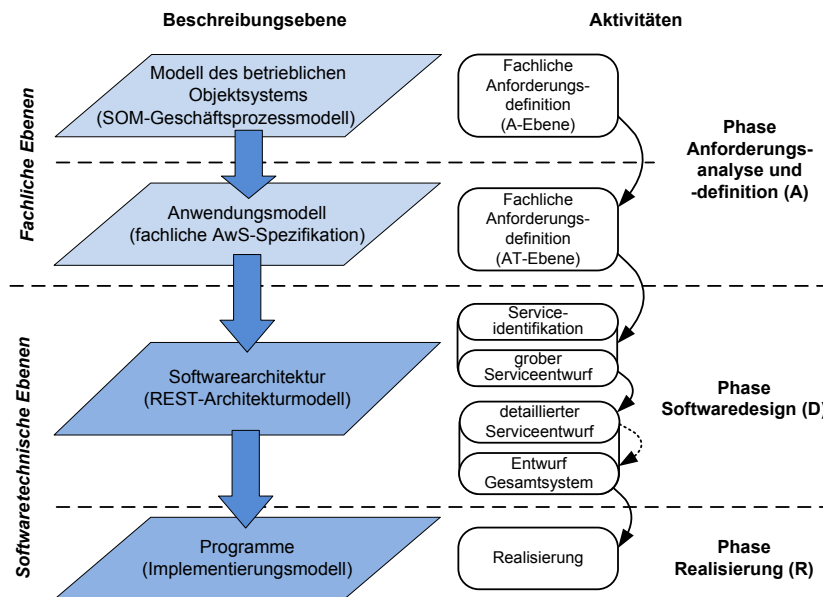 Beschreibungsebene
Aktivitäten
Fachliche Ebenen
Modell des betrieblichen
Objektsystems
(SOM-Geschäftsprozessmodell)
Fachliche
Anforderungs-
definition
(A-Ebene)
Phase
Anforderungs-
analyse und
-definition (A)
Anwendungsmodell
(fachliche AwS-Spezifikation)
Fachliche
Anforderungs-
definition
(AT-Ebene)
Softwaretechnische Ebenen
Softwarearchitektur
(REST-Architekturmodell)
Service-
identifikation
grober
Serviceentwurf
detaillierter
Serviceentwurf
Entwurf
Gesamtsystem
Phase
Softwaredesign (D)
Programme
(Implementierungsmodell)
Realisierung
Phase
Realisierung (R)